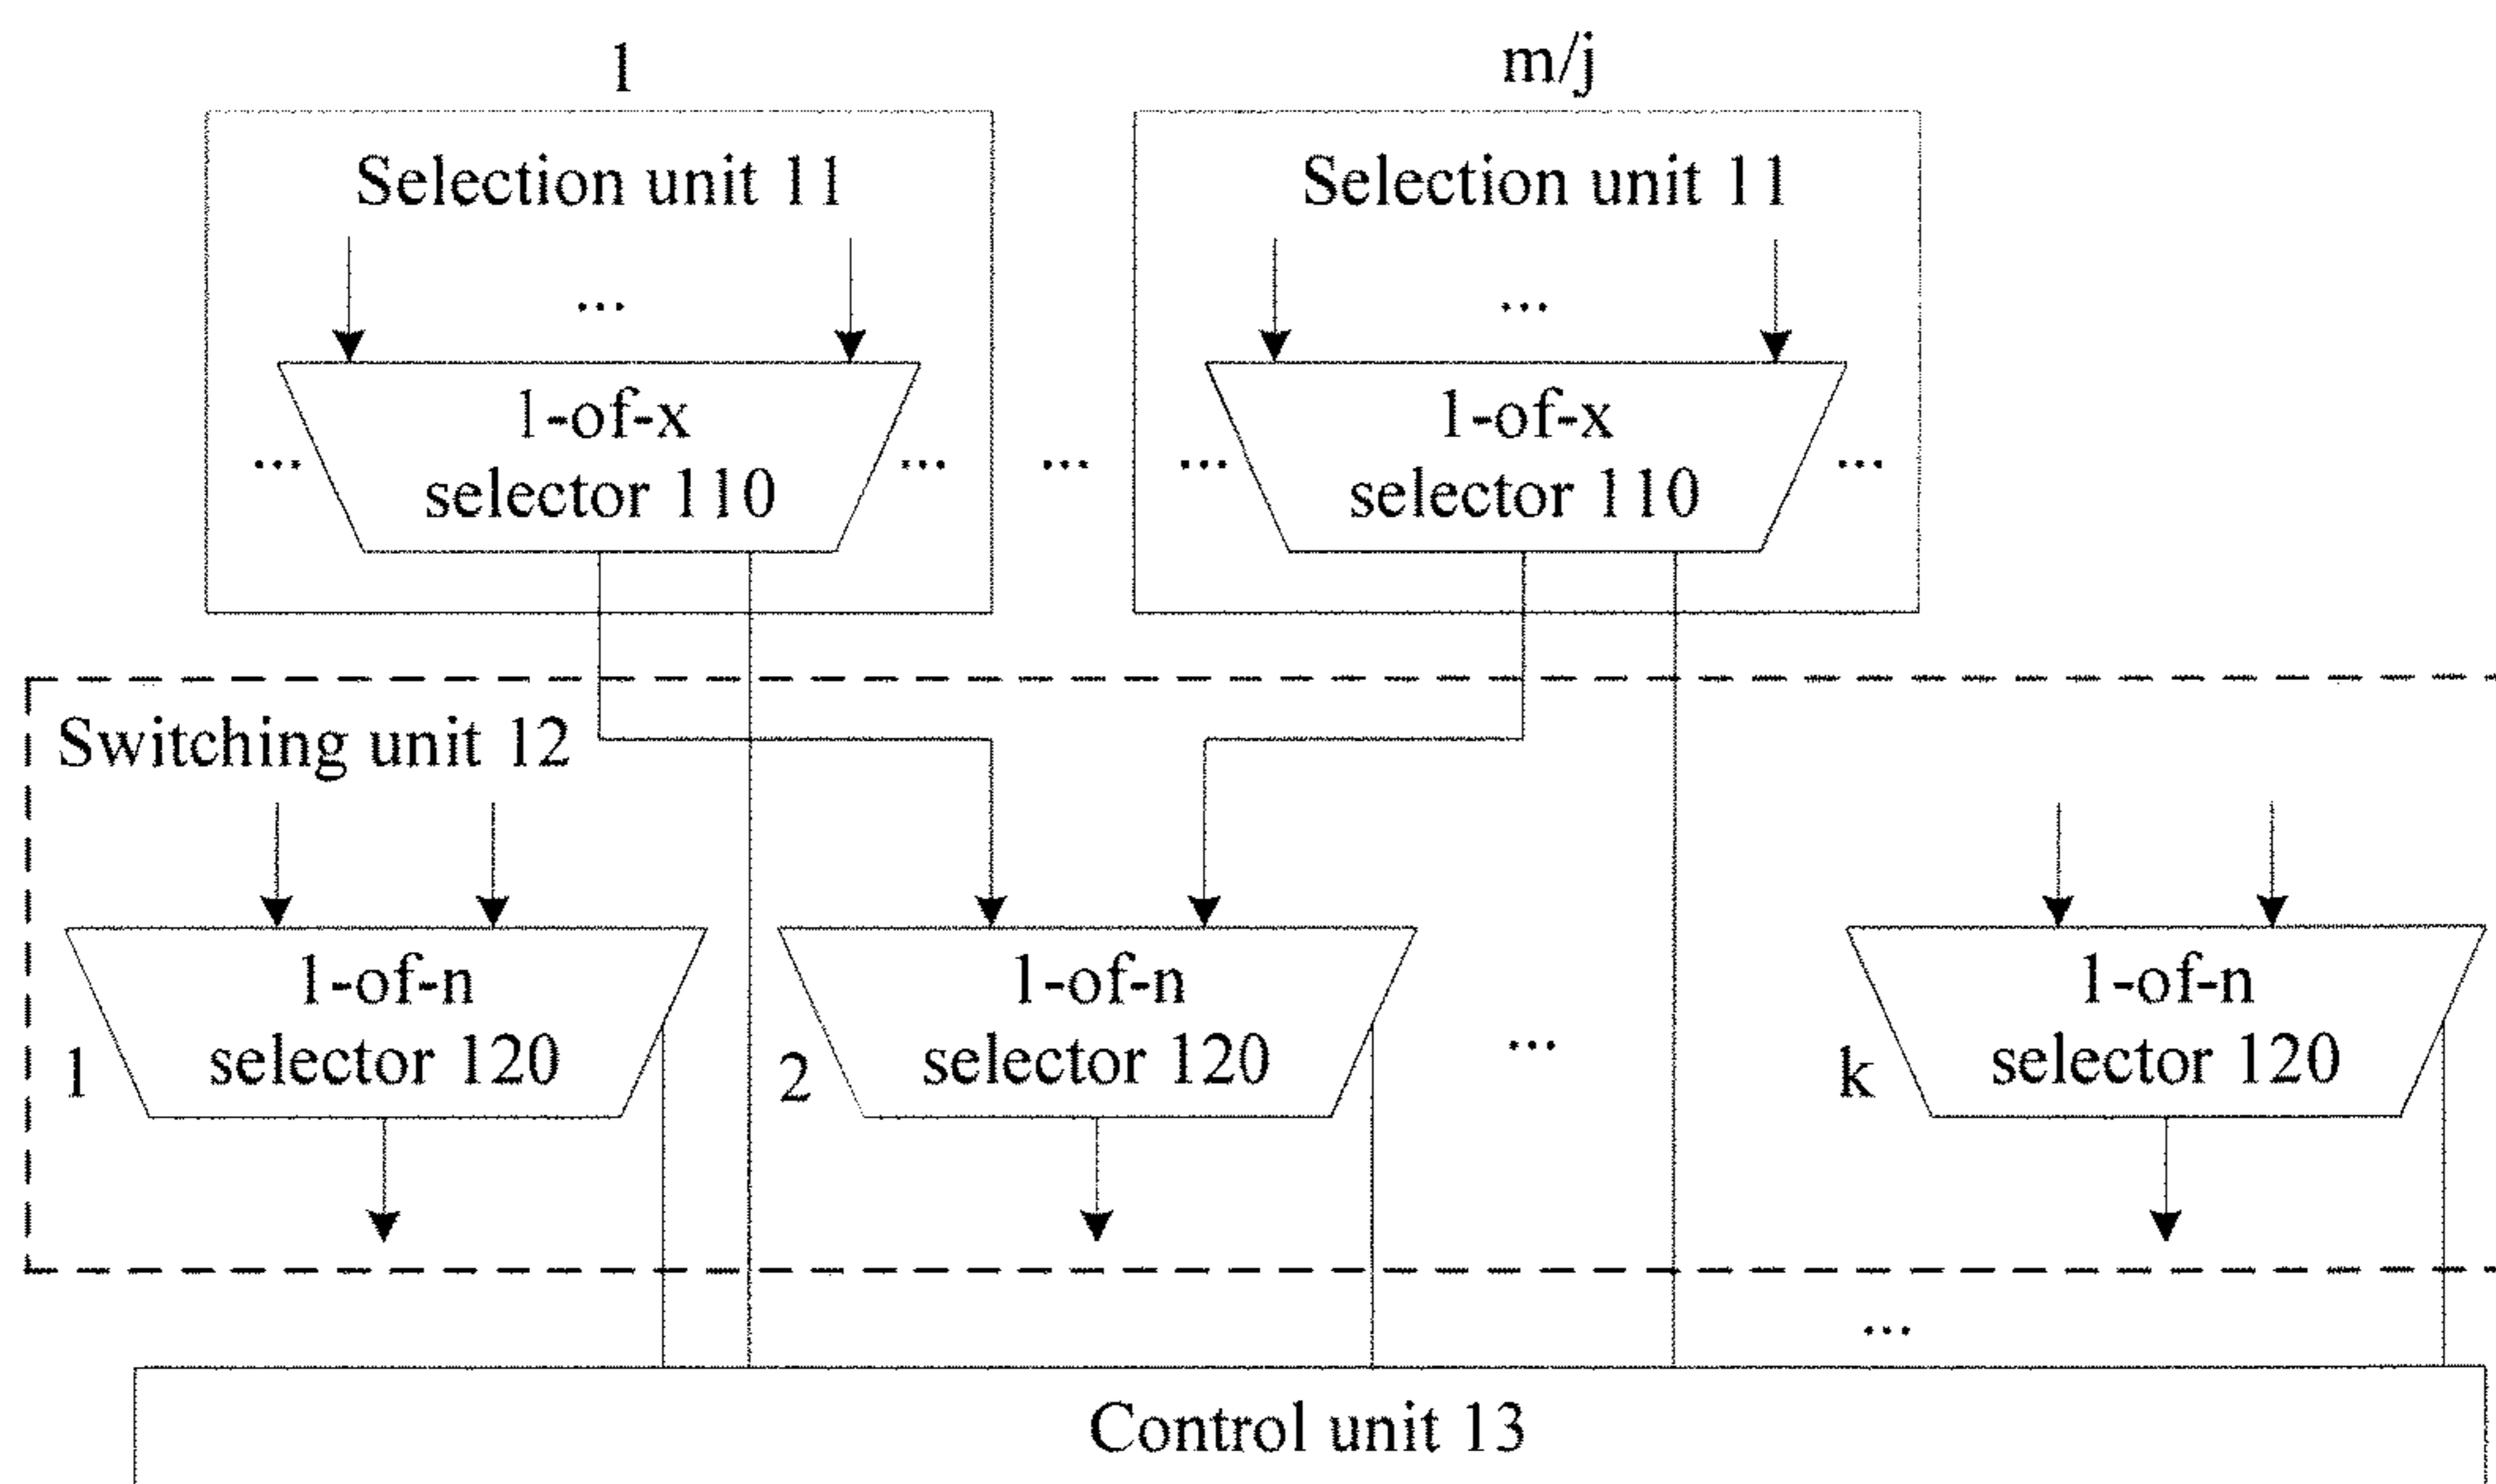 1
m/j
Selection unit 11
Selection unit 11
...
...
1-of-x
selector 110
1-of-x
selector 110
...
...
...
...
...
Switching unit 12
1-of-n
selector 120
1
1-of-n
selector 120
2
...
1-of-n
selector 120
k
...
Control unit 13